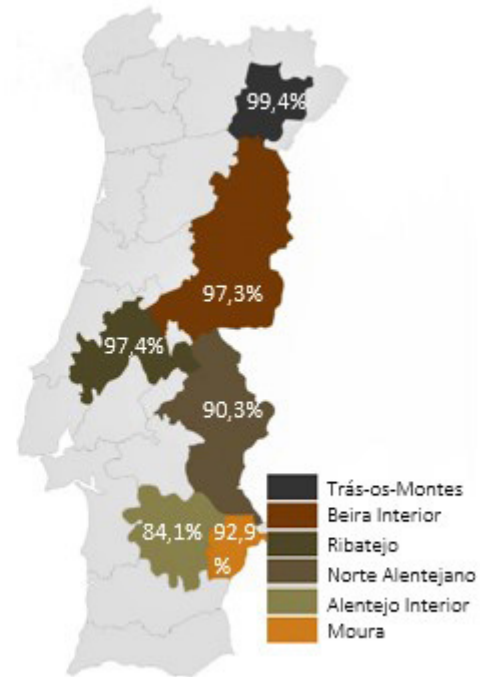 99,4%
97,3%
97,4%
90,3%
84,1%
92,9
%
Trás-os-Montes
Beira Interior
Ribatejo
Norte Alentejano
Alentejo Interior
Moura